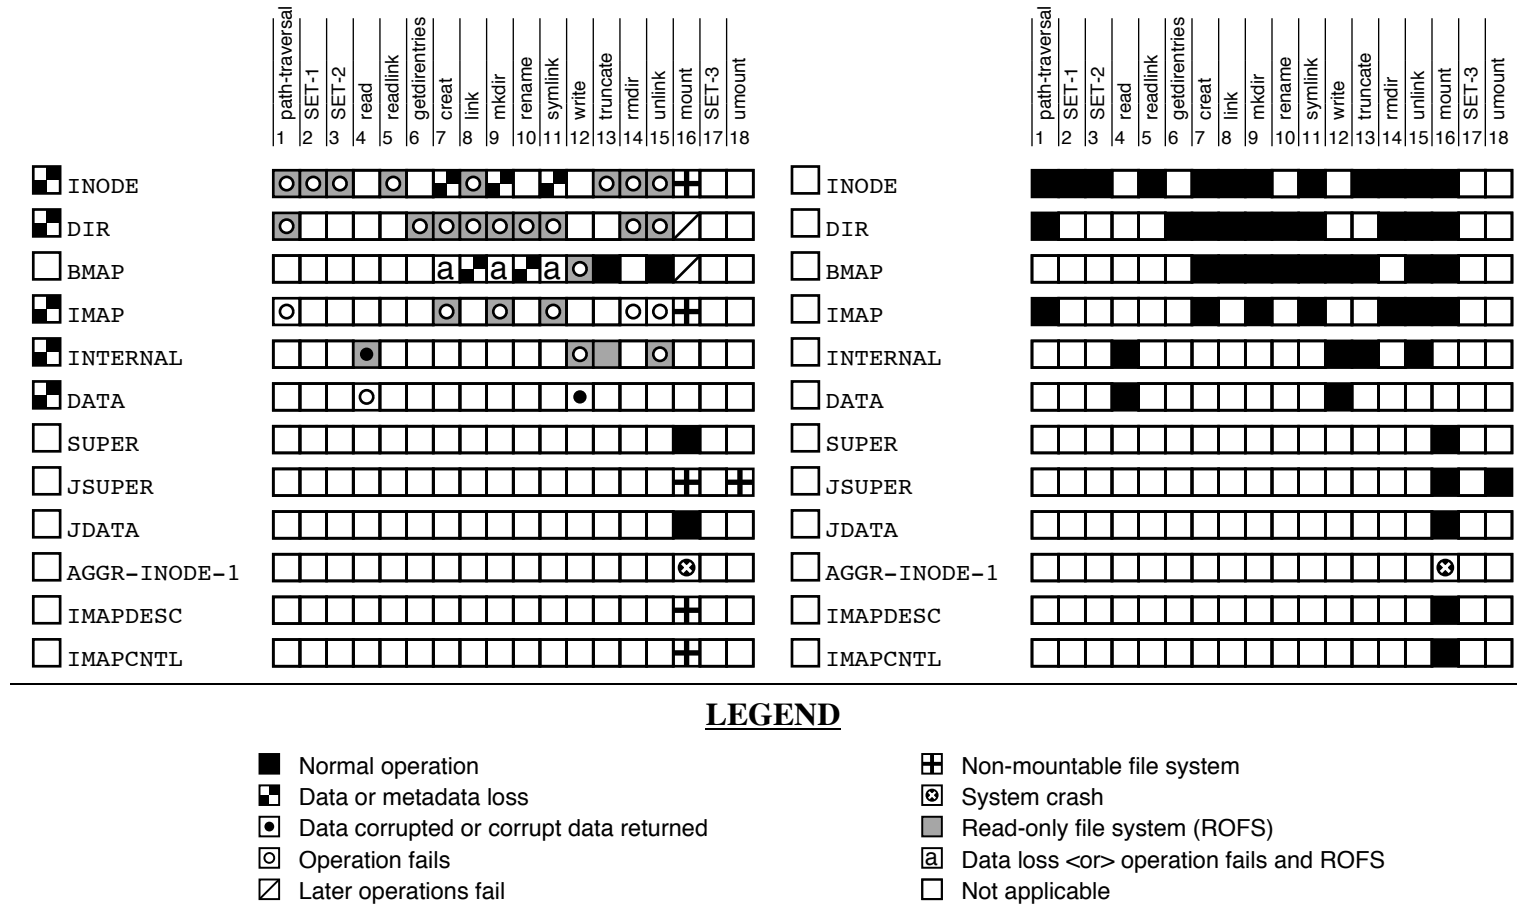 path-traversal SET-1 SET-2 read readlink getdirentries creat link mkdir rename symlink write truncate rmdir unlink mount SET-3 umount
1 2 3 4 5 6 7 8 9 10 11 12 13 14 15 16 17 18
INODE
DIR
BMAP
a a a
IMAP
INTERNAL
DATA
SUPER
JSUPER
JDATA
AGGR-INODE-1
IMAPDESC
IMAPCNTL
path-traversal SET-1 SET-2 read readlink getdirentries creat link mkdir rename symlink write truncate rmdir unlink mount SET-3 umount
1 2 3 4 5 6 7 8 9 10 11 12 13 14 15 16 17 18
INODE
DIR
BMAP
IMAP
INTERNAL
DATA
SUPER
JSUPER
JDATA
AGGR-INODE-1
IMAPDESC
IMAPCNTL
LEGEND
Normal operation
Data or metadata loss
Data corrupted or corrupt data returned
Operation fails
Later operations fail
Non-mountable file system
System crash
Read-only file system (ROFS)
a Data loss <or> operation fails and ROFS
Not applicable